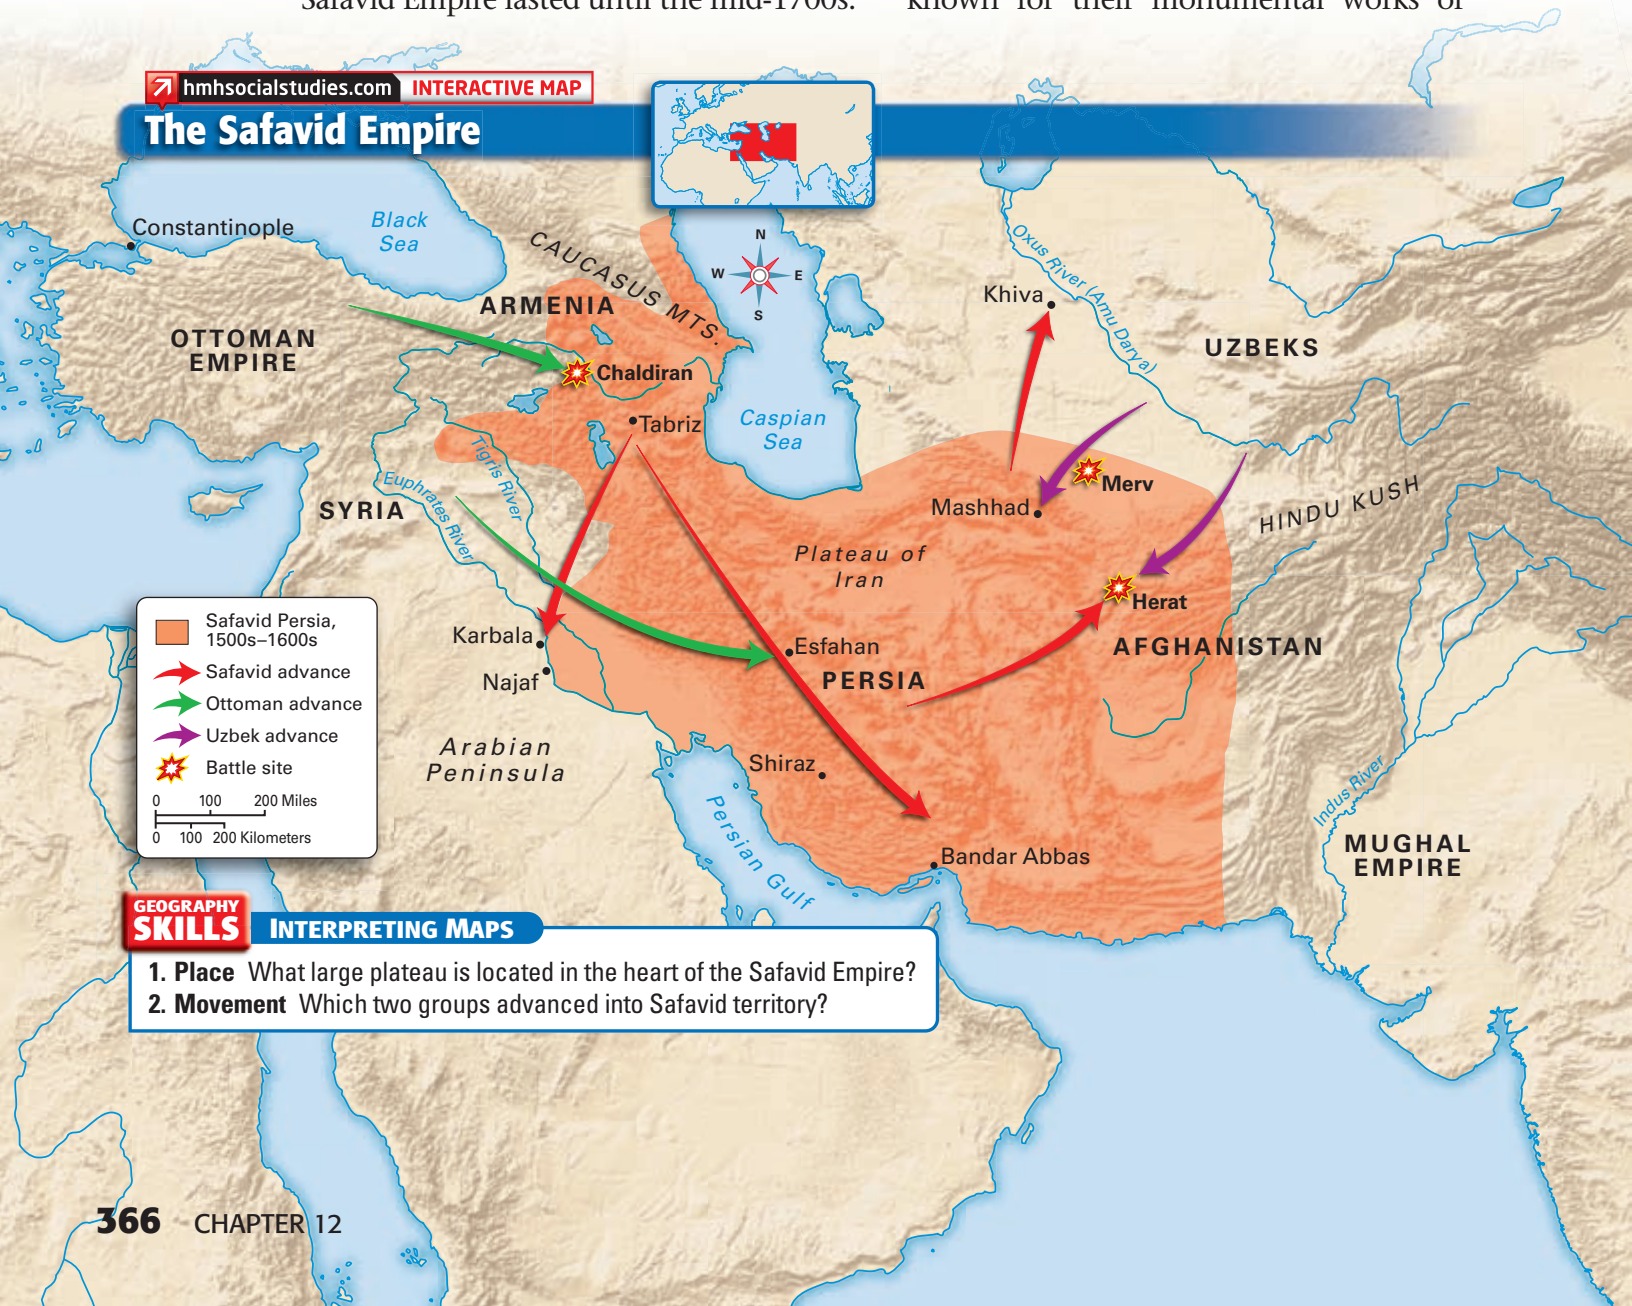 Safavid Empire lasted until the mid-1700s.
known for their monumental works of
hmhsocialstudies.com INTERACTIVE MAP
The Safavid Empire
Constantinople
Black
Sea
CAUCASUS MTS.
ARMENIA
OTTOMAN
EMPIRE
Chaldiran
Tabriz
N
W
E
S
Caspian
Sea
Khiva
Oxus River (Amu Darya)
UZBEKS
Merv
Mashhad
HINDU KUSH
Tigris River
Euphrates River
SYRIA
Plateau of
Iran
Herat
AFGHANISTAN
Karbala
Najaf
Esfahan
PERSIA
Arabian
Peninsula
Shiraz
Persian Gulf
Bandar Abbas
Indus River
MUGHAL
EMPIRE
Safavid Persia,
1500s–1600s
Safavid advance
Ottoman advance
Uzbek advance
Battle site
0 100 200 Miles
0 100 200 Kilometers
GEOGRAPHY
SKILLS
INTERPRETING MAPS
1. Place What large plateau is located in the heart of the Safavid Empire?
2. Movement Which two groups advanced into Safavid territory?
366 CHAPTER 12